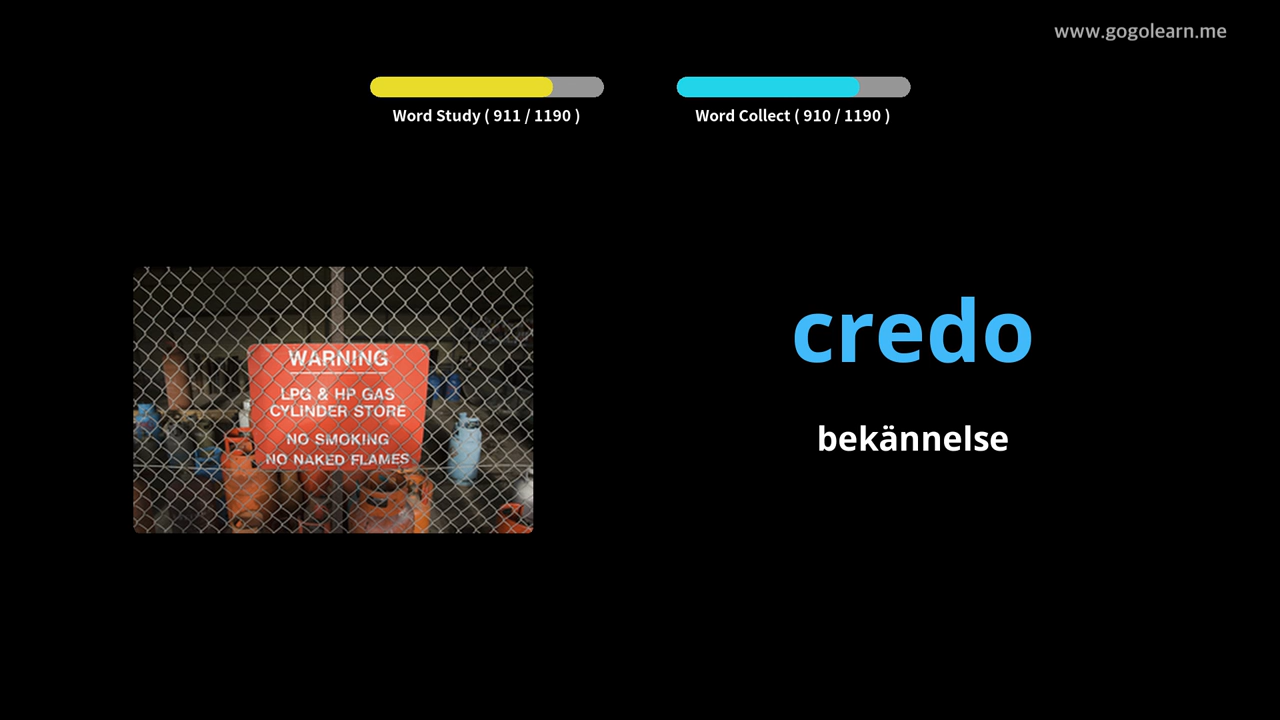 www.gogolearn.me
Word Study ( 911 / 1190 )
Word Collect ( 910 / 1190 )
WARNING
LPG & HP GAS
CYLINDER STORE
NO SMOKING
NO NAKED FLAMES
credo
bekännelse